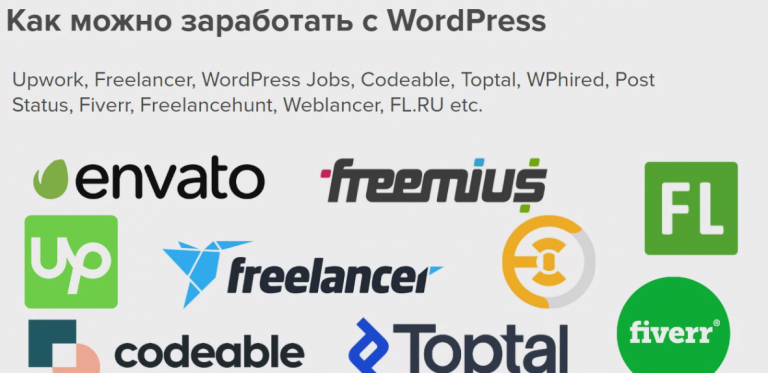 Как можно заработать с WordPress
Upwork, Freelancer, WordPress Jobs, Codeable, Toptal, WPhired, Post
Status, Fiverr, Freelancehunt, Weblancer, FL.RU etc.
envato
freemius
FL
up
freelancer
fiverr®
codeable
Toptal